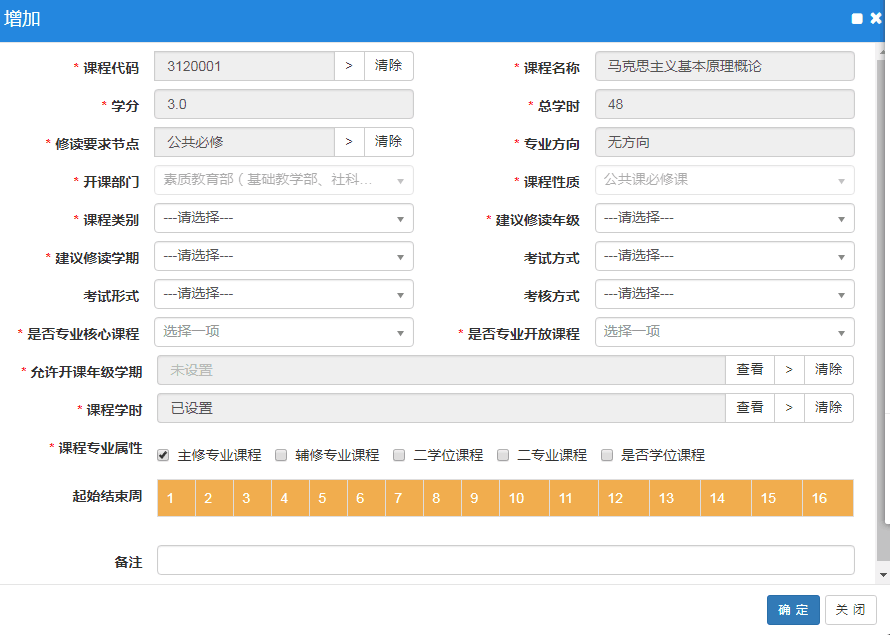 增加
* 课程代码 3120001 > 清除 * 课程名称 马克思主义基本原理概论
* 学分 3.0 * 总学时 48
* 修读要求节点 公共必修 > 清除 * 专业方向 无方向
* 开课部门 素质教育部（基础教学部、社科... * 课程性质 公共课必修课
* 课程类别 ---请选择--- * 建议修读年级 ---请选择---
* 建议修读学期 ---请选择--- 考试方式 ---请选择---
考试形式 ---请选择--- 考核方式 ---请选择---
* 是否专业核心课程 选择一项 * 是否专业开放课程 选择一项
* 允许开课年级学期 未设置 查看 > 清除
* 课程学时 已设置 查看 > 清除
* 课程专业属性 主修专业课程 辅修专业课程 二学位课程 二专业课程 是否学位课程
起始结束周 1 2 3 4 5 6 7 8 9 10 11 12 13 14 15 16
备注
确 定 关 闭